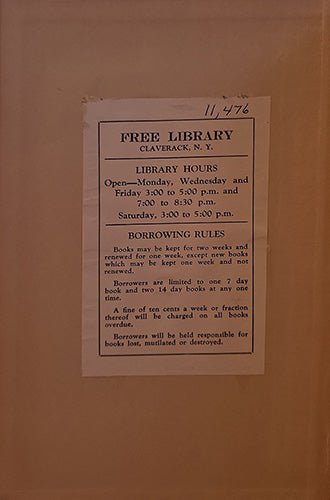 11,476
FREE LIBRARY
CLAVERACK, N. Y.
LIBRARY HOURS
Open—Monday, Wednesday and
Friday 3:00 to 5:00 p.m. and
7:00 to 8:30 p.m.
Saturday, 3:00 to 5:00 p.m.
BORROWING RULES
Books may be kept for two weeks and
renewed for one week, except new books
which may be kept one week and not
renewed.
Borrowers are limited to one 7 day
book and two 14 day books at any one
time.
A fine of ten cents a week or fraction
thereof will be charged on all books
overdue.
Borrowers will be held responsible for
books lost, mutilated or destroyed.